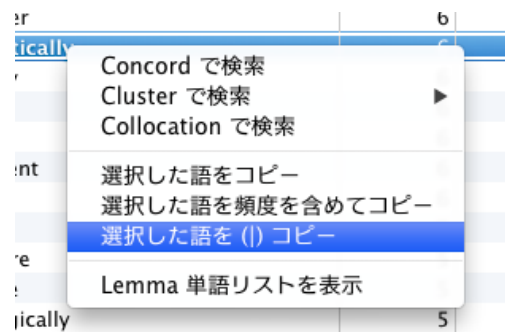 6
Concord で検索
Cluster で検索
Collocation で検索
選択した語をコピー
選択した語を頻度を含めてコピー
選択した語を (|) コピー
Lemma 単語リストを表示
5